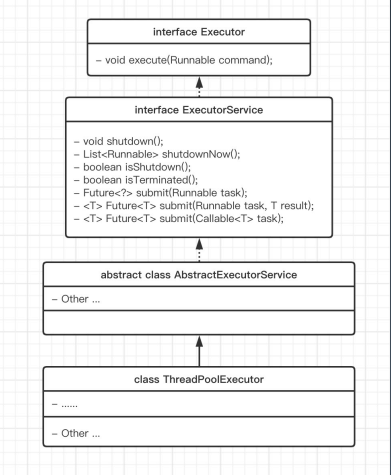 interface Executor
– void execute(Runnable command);
interface ExecutorService
– void shutdown();
– List<Runnable> shutdownNow();
– boolean isShutdown();
– boolean isTerminated();
– Future<?> submit(Runnable task);
– <T> Future<T> submit(Runnable task, T result);
– <T> Future<T> submit(Callable<T> task);
abstract class AbstractExecutorService
– Other ...
class ThreadPoolExecutor
– ......
– Other ...